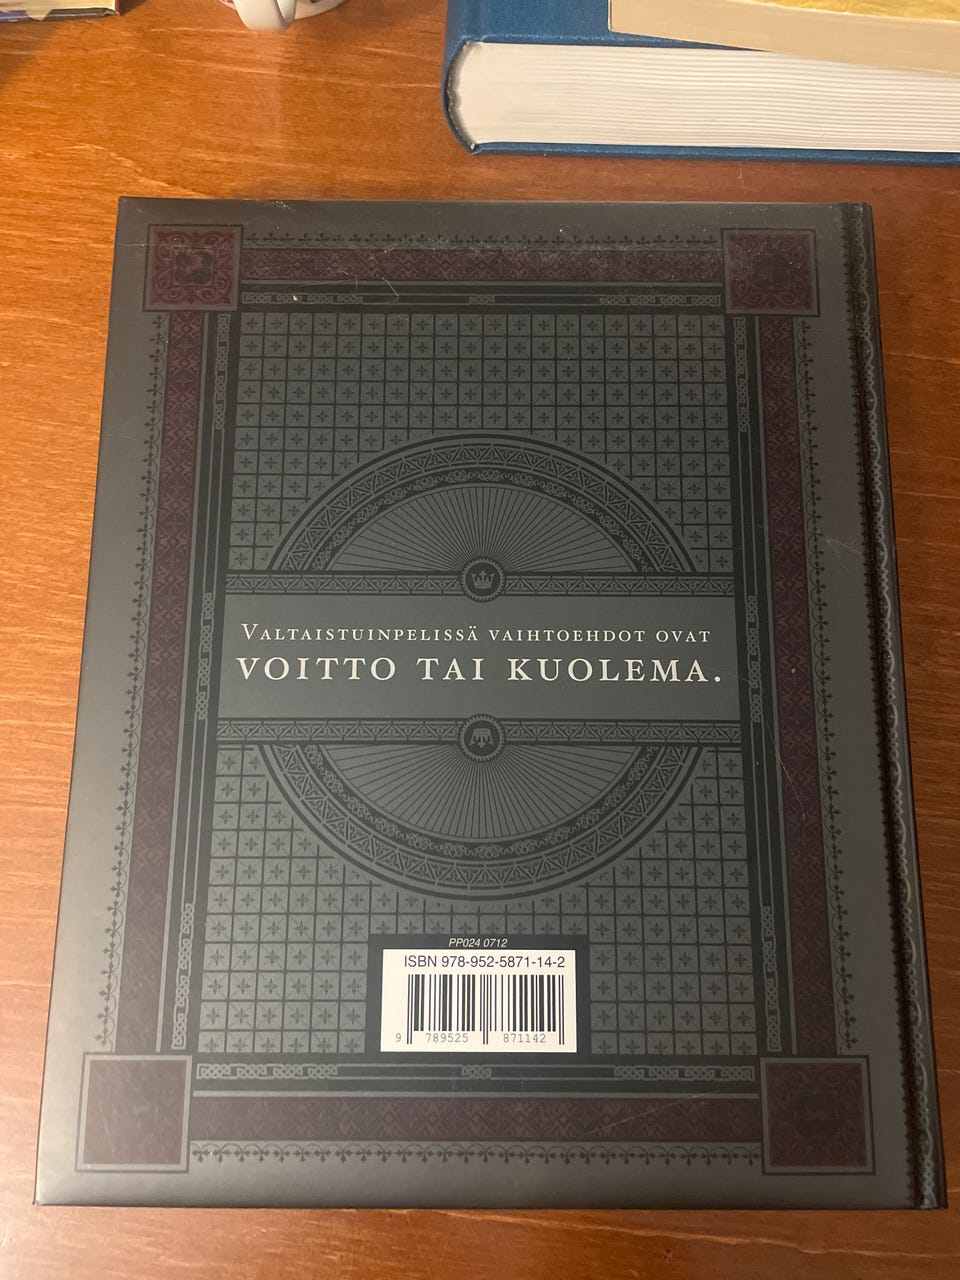 Valtaistuinpelissä vaihtoehdot ovat
VOITTO TAI KUOLEMA.
PP024 0712
ISBN 978-952-5871-14-2
9 789525 871142